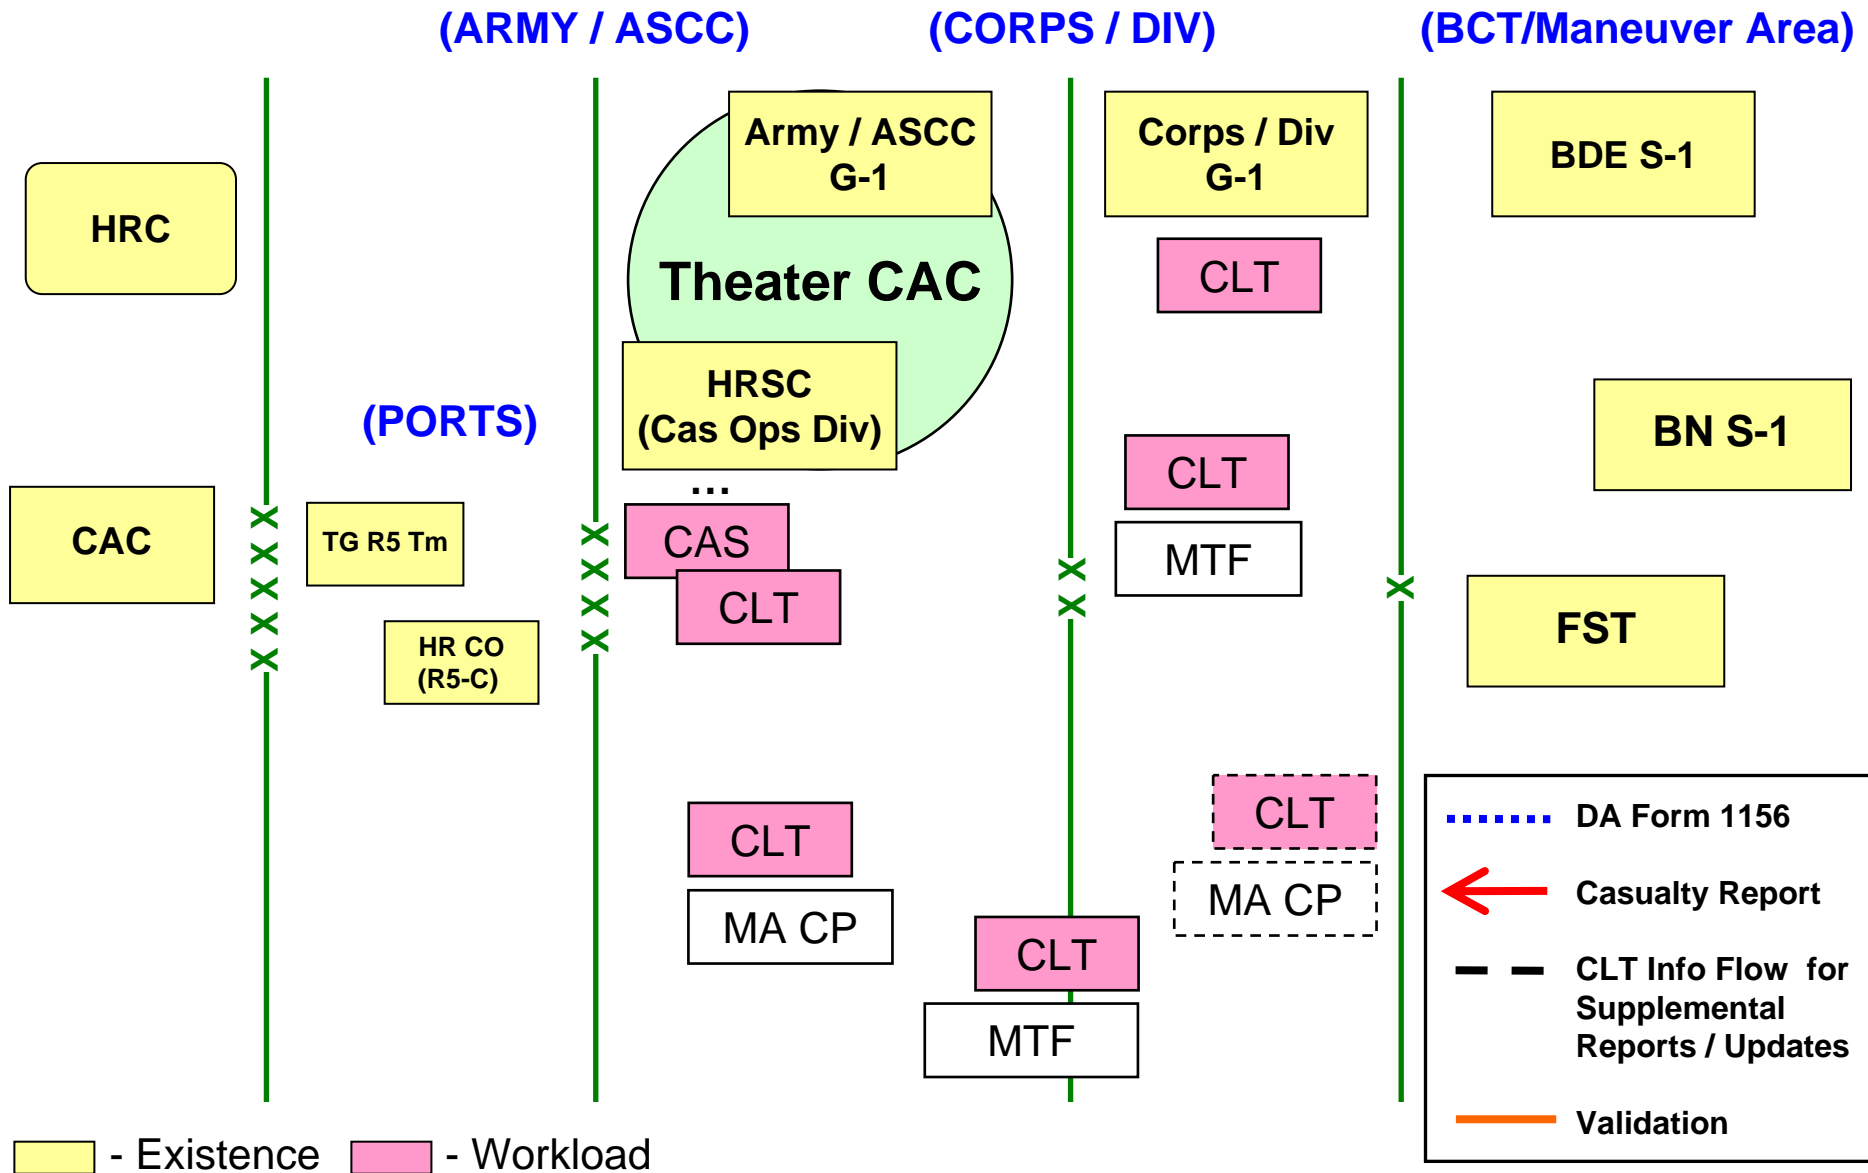 (ARMY / ASCC)
(CORPS / DIV)
(BCT/Maneuver Area)
Army / ASCC
G-1
Corps / Div
G-1
BDE S-1
HRC
Theater CAC
CLT
HRSC
(Cas Ops Div)
(PORTS)
BN S-1
CLT
...
CAC
TG R5 Tm
CAS
MTF
X
X
X
X
X
X
X
X
X
X
X
X
CLT
FST
HR CO
(R5-C)
CLT
MA CP
CLT
MA CP
CLT
MTF
DA Form 1156
Casualty Report
CLT Info Flow for
Supplemental
Reports / Updates
Validation
- Existence
- Workload